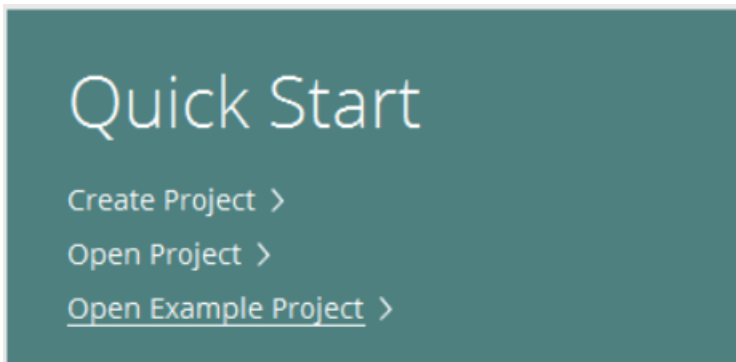 Quick Start
Create Project >
Open Project >
Open Example Project >